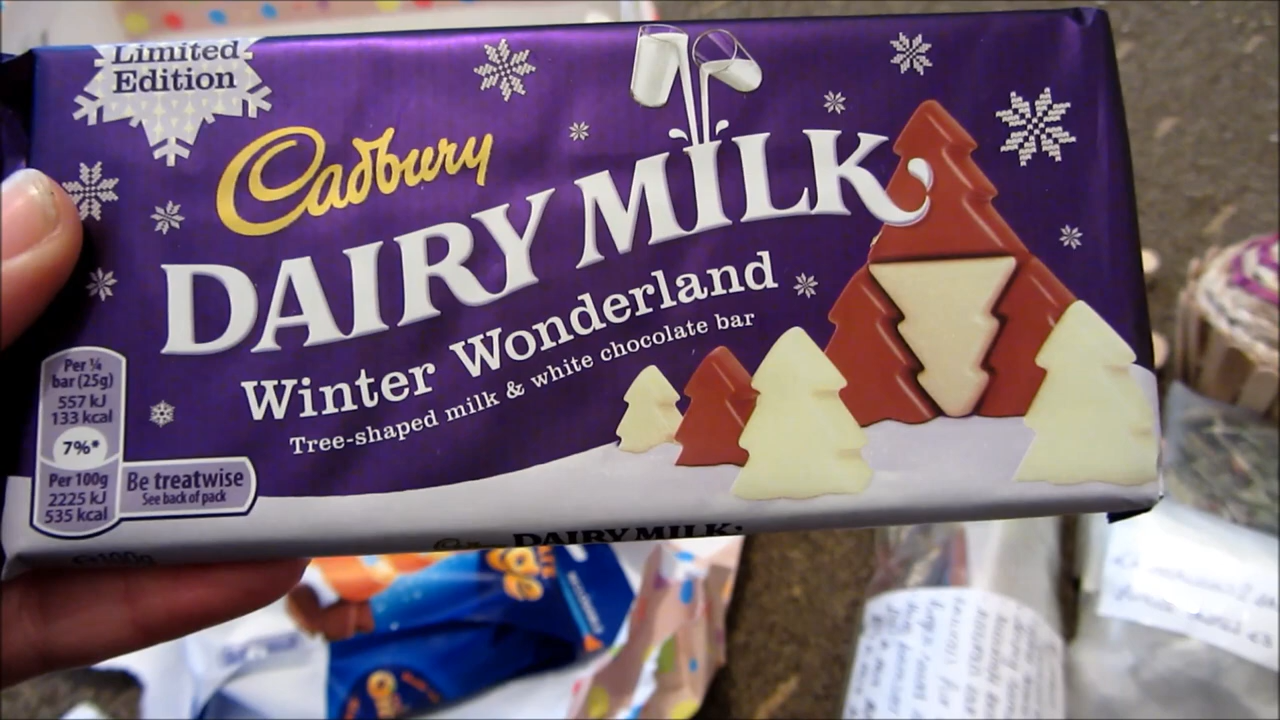 Limited
Edition
Cadbury
DAIRY MILK
Winter Wonderland
Tree-shaped milk & white chocolate bar
Per ¼
bar (25g)
557 kJ
133 kcal
7%*
Per 100g
2225 kJ
535 kcal
Be treatwise
See back of pack
DAIRY MILK